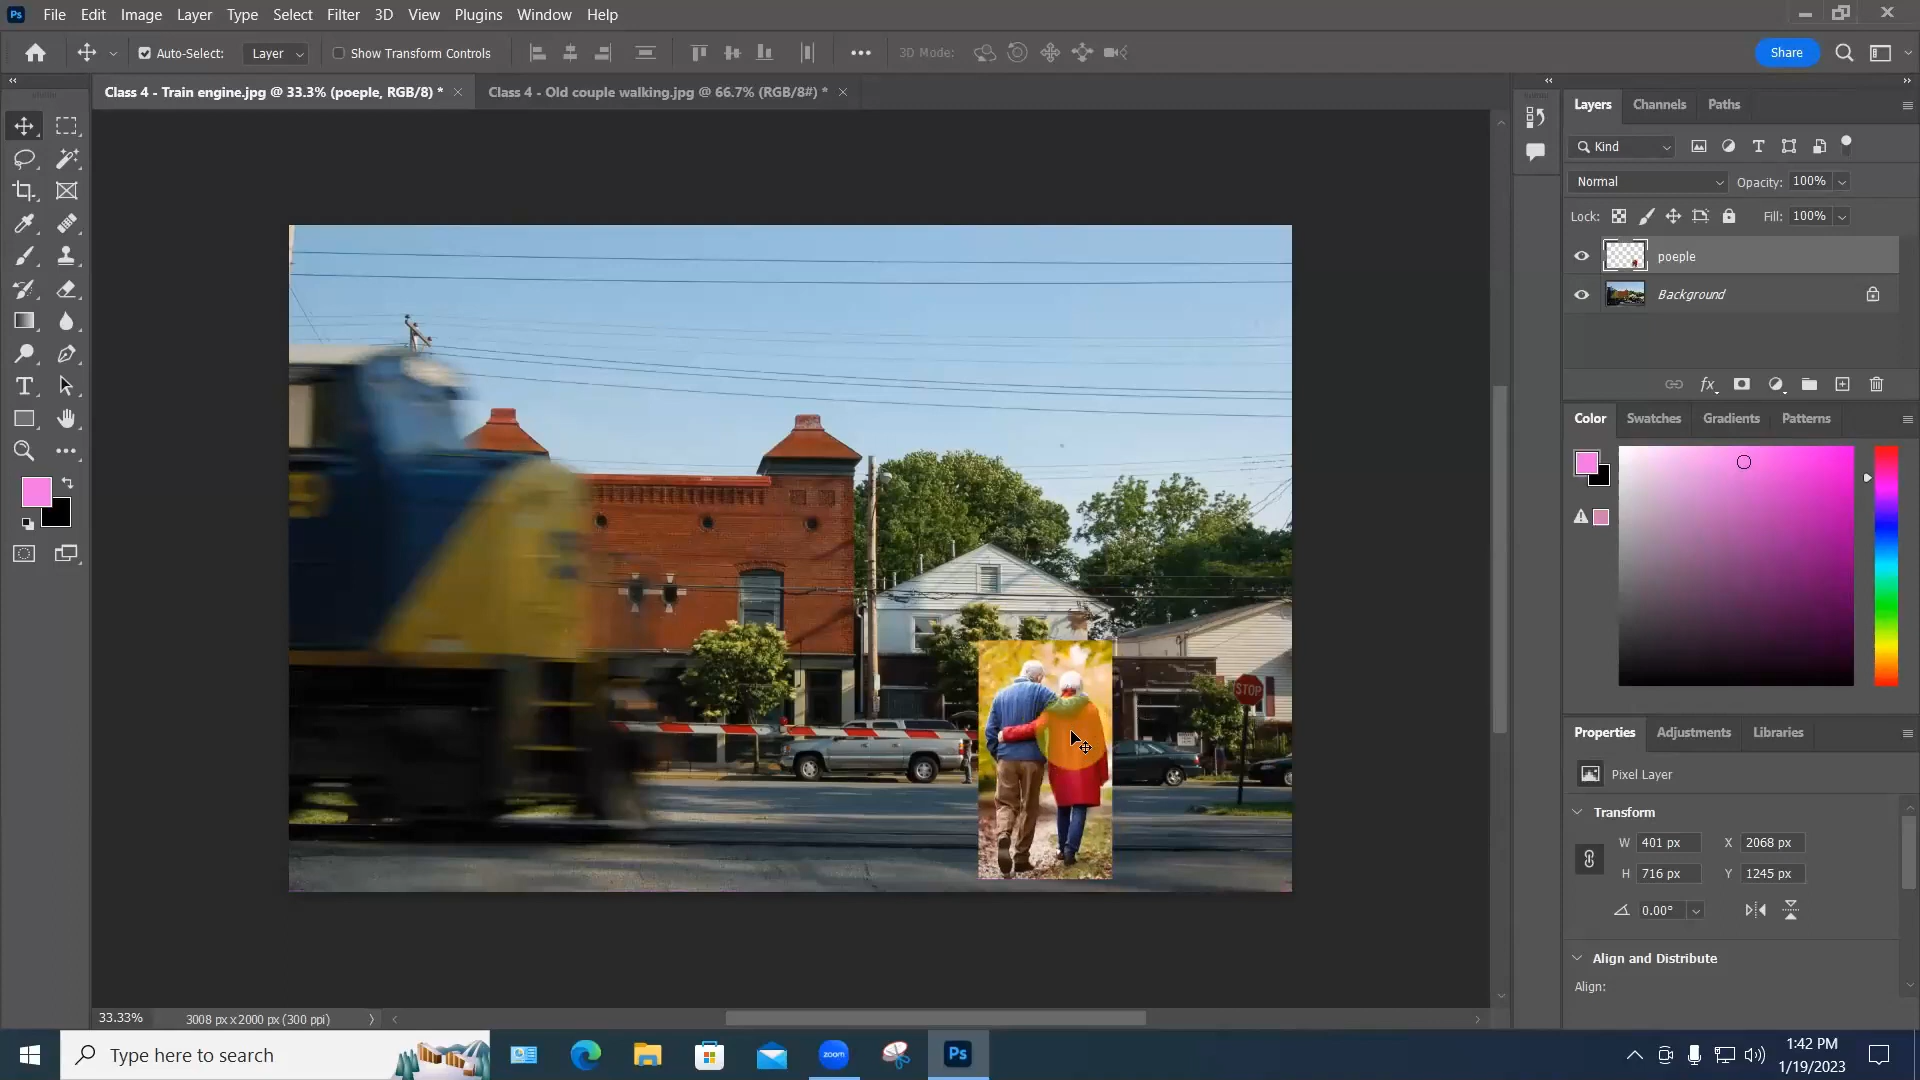 Ps File Edit Image Layer Type Select Filter 3D View Plugins Window Help
Auto-Select: Layer Show Transform Controls 3D Mode: Share
Class 4 - Train engine.jpg @ 33.3% (poeple, RGB/8) *
Class 4 - Old couple walking.jpg @ 66.7% (RGB/8#) *
Layers Channels Paths
Kind
Normal Opacity: 100%
Lock: Fill: 100%
poeple
Background
fx
Color Swatches Gradients Patterns
STOP
Properties Adjustments Libraries
Pixel Layer
Transform
W 401 px X 2068 px
H 716 px Y 1245 px
0.00°
Align and Distribute
Align:
33.33% 3008 px x 2000 px (300 ppi)
Type here to search
zoom
Ps
1:42 PM
1/19/2023